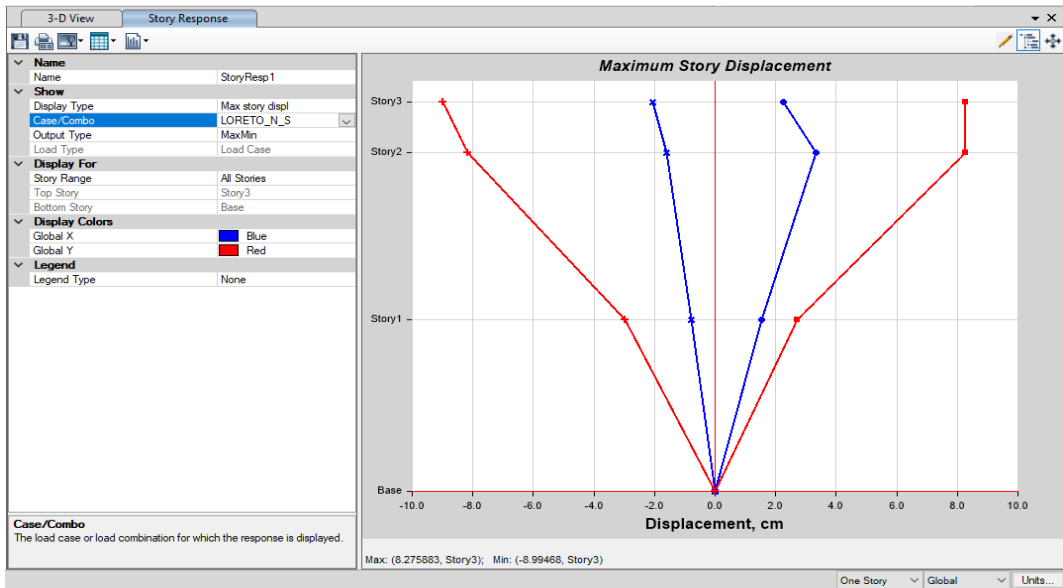 3-D View
Story Response
Name
Name StoryResp1
Show
Display Type Max story displ
Case/Combo LORETO_N_S
Output Type MaxMin
Load Type Load Case
Display For
Story Range All Stories
Top Story Story3
Bottom Story Base
Display Colors
Global X Blue
Global Y Red
Legend
Legend Type None
Case/Combo
The load case or load combination for which the response is displayed.
Maximum Story Displacement
Story3
Story2
Story1
Base
-10.0 -8.0 -6.0 -4.0 -2.0 0.0 2.0 4.0 6.0 8.0 10.0
Displacement, cm
Max: (8.275883, Story3); Min: (-8.99468, Story3)
One Story Global Units...